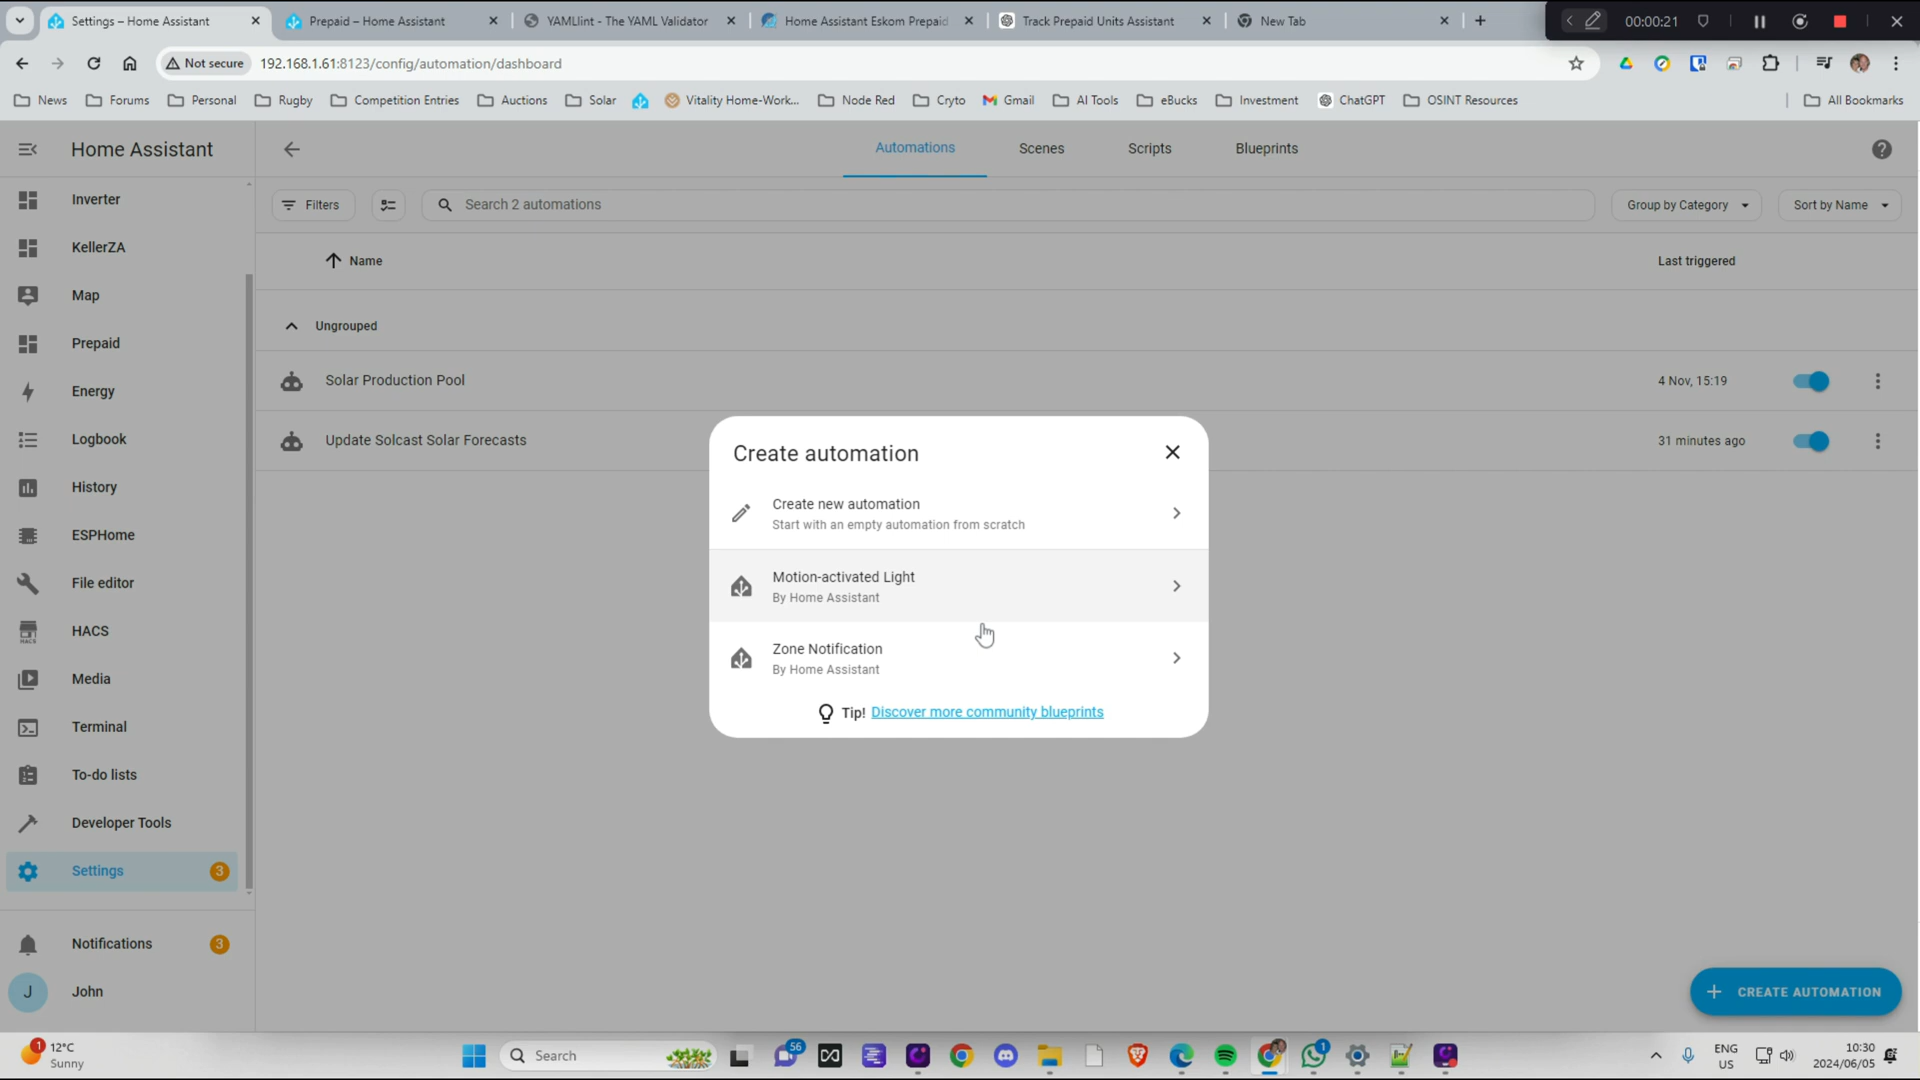 Settings – Home Assistant
Prepaid – Home Assistant
YAMLlint - The YAML Validator
Home Assistant Eskom Prepaid
Track Prepaid Units Assistant
New Tab
00:00:21
Not secure
192.168.1.61:8123/config/automation/dashboard
News
Forums
Personal
Rugby
Competition Entries
Auctions
Solar
Vitality Home-Work...
Node Red
Cryto
Gmail
AI Tools
eBucks
Investment
ChatGPT
OSINT Resources
All Bookmarks
Home Assistant
Automations
Scenes
Scripts
Blueprints
Inverter
KellerZA
Map
Prepaid
Energy
Logbook
History
ESPHome
File editor
HACS
HACS
Media
Terminal
To-do lists
Developer Tools
Settings
3
Notifications
3
J
John
Filters
Search 2 automations
Group by Category
Sort by Name
Name
Last triggered
Ungrouped
Solar Production Pool
4 Nov, 15:19
Update Solcast Solar Forecasts
31 minutes ago
Create automation
Create new automation
Start with an empty automation from scratch
Motion-activated Light
By Home Assistant
Zone Notification
By Home Assistant
Tip! Discover more community blueprints
CREATE AUTOMATION
1
12°C
Sunny
Search
56
1
ENG
US
10:30
2024/06/05